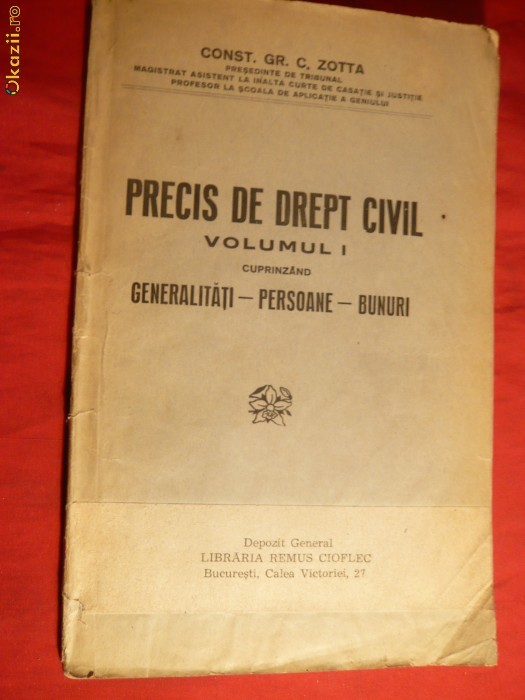 Okazii.ro
CONST. GR. C. ZOTTA
PREȘEDINTE DE TRIBUNAL
MAGISTRAT ASISTENT LA INALTA CURTE DE CASAȚIE ȘI JUSTIȚIE
PROFESOR LA ȘCOALA DE APLICAȚIE A GENIULUI
PRECIS DE DREPT CIVIL
VOLUMUL I
CUPRINZÂND
GENERALITĂȚI — PERSOANE — BUNURI
Depozit General
LIBRĂRIA REMUS CIOFLEC
București, Calea Victoriei, 27